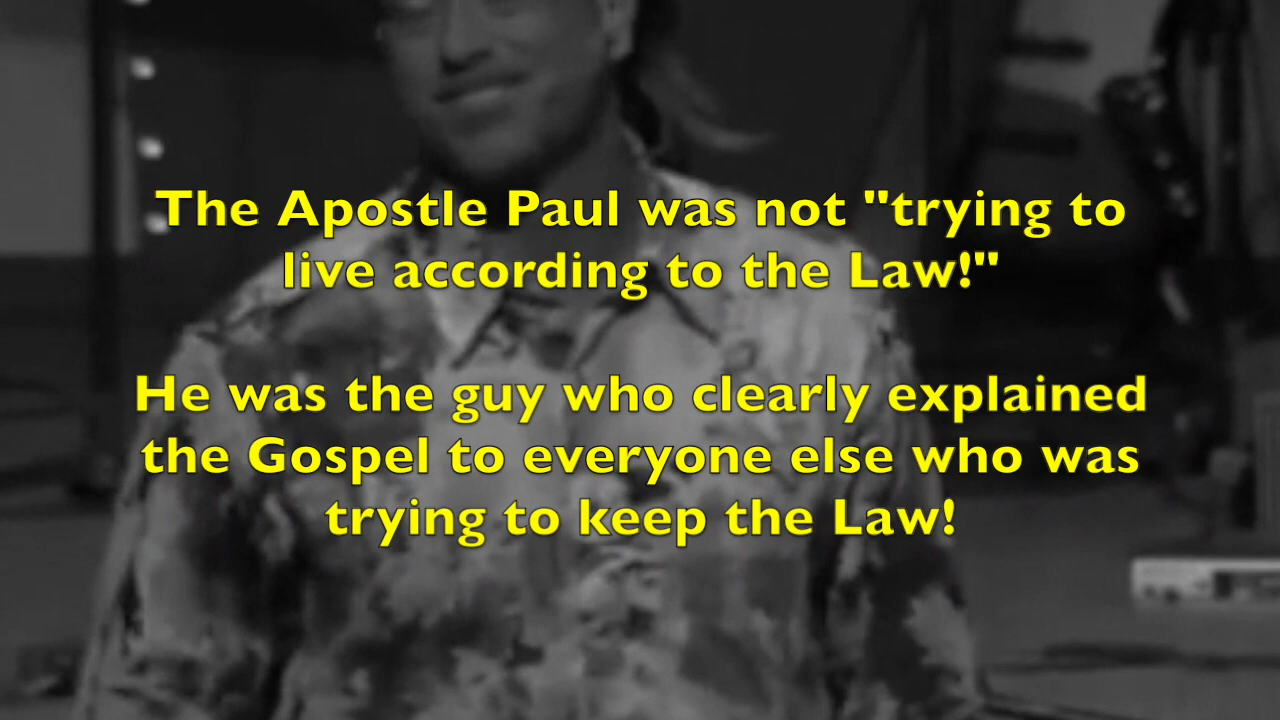 The Apostle Paul was not "trying to
live according to the Law!"
He was the guy who clearly explained
the Gospel to everyone else who was
trying to keep the Law!